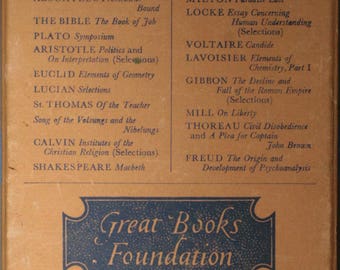 Bound
THE BIBLE The Book of Job
PLATO Symposium
ARISTOTLE Politics and
On Interpretation (Selections)
EUCLID Elements of Geometry
LUCIAN Selections
St. THOMAS Of the Teacher
Song of the Volsungs and the
Nibelungs
CALVIN Institutes of the
Christian Religion (Selections)
SHAKESPEARE Macbeth
LOCKE Essay Concerning
Human Understanding
(Selections)
VOLTAIRE Candide
LAVOISIER Elements of
Chemistry, Part I
GIBBON The Decline and
Fall of the Roman Empire
(Selections)
MILL On Liberty
THOREAU Civil Disobedience
and A Plea for Captain
John Brown
FREUD The Origin and
Development of Psychoanalysis
Great Books
Foundation